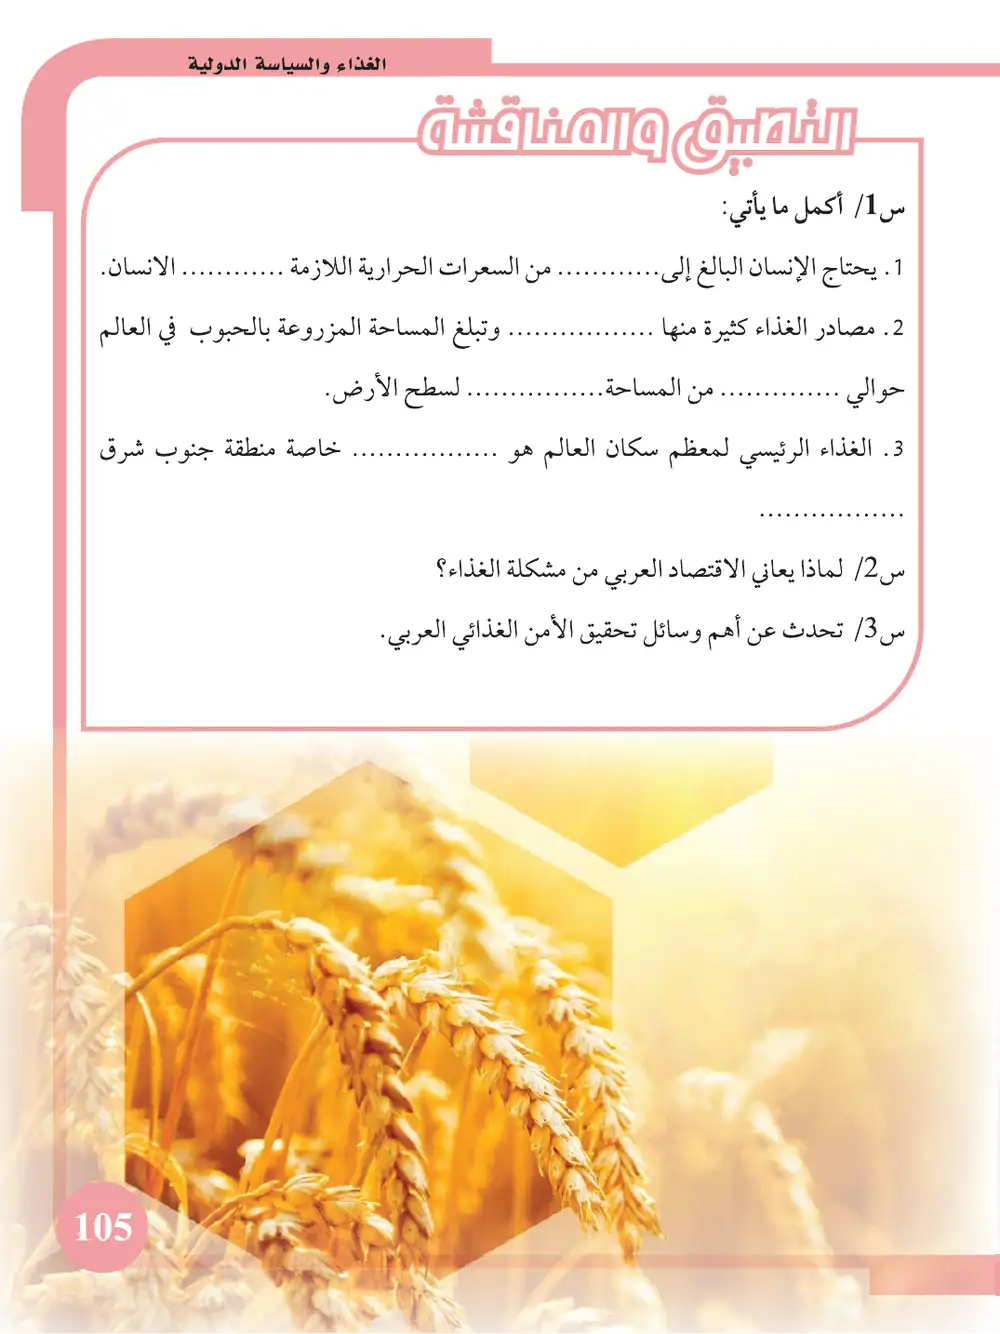 الغذاء والسياسة الدولية
التطبيق والمناقشة
س1/ أكمل ما يأتي:
1. يحتاج الإنسان البالغ إلى............ من السعرات الحرارية اللازمة ............ الانسان.
2. مصادر الغذاء كثيرة منها ................. وتبلغ المساحة المزروعة بالحبوب في العالم
حوالي .............. من المساحة................ لسطح الأرض.
3. الغذاء الرئيسي لمعظم سكان العالم هو ................. خاصة منطقة جنوب شرق
.................
س2/ لماذا يعاني الاقتصاد العربي من مشكلة الغذاء؟
س3/ تحدث عن أهم وسائل تحقيق الأمن الغذائي العربي.
105